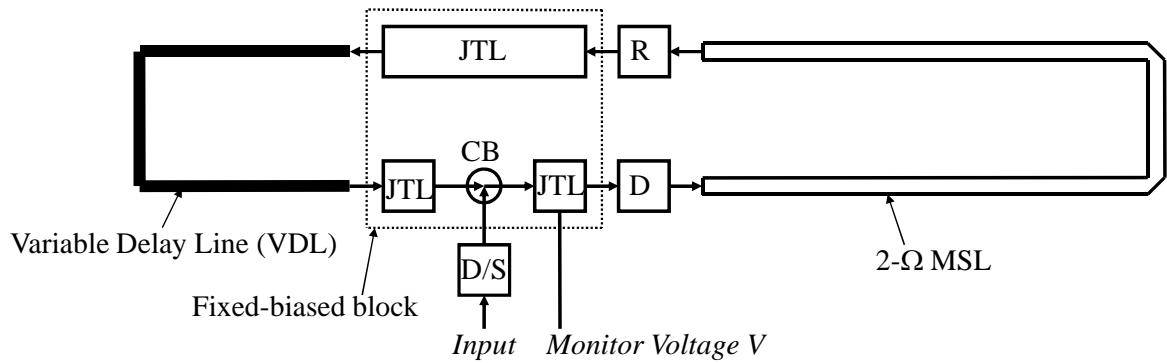 JTL
R
CB
JTL
JTL
D
Variable Delay Line (VDL)
D/S
2-Ω MSL
Fixed-biased block
Input
Monitor Voltage V